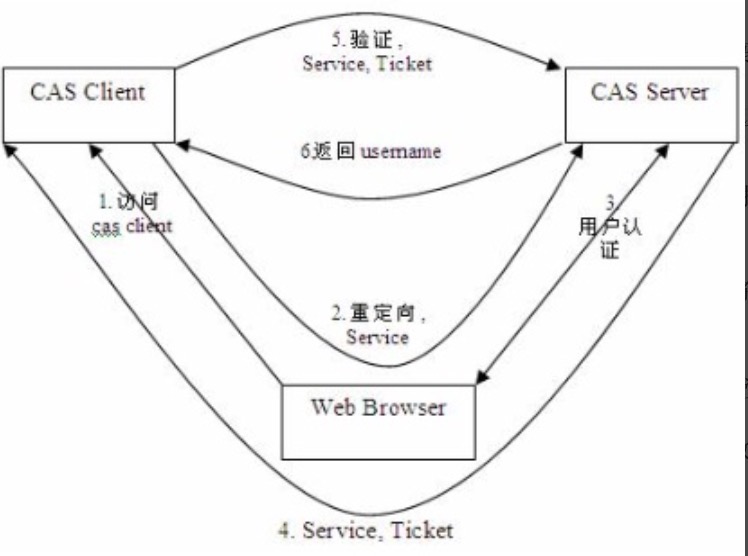 5.验证，
Service, Ticket
CAS Client
CAS Server
6返回 username
1.访问
cas client
3.
用户认
证
2.重定向，
Service
Web Browser
4. Service, Ticket